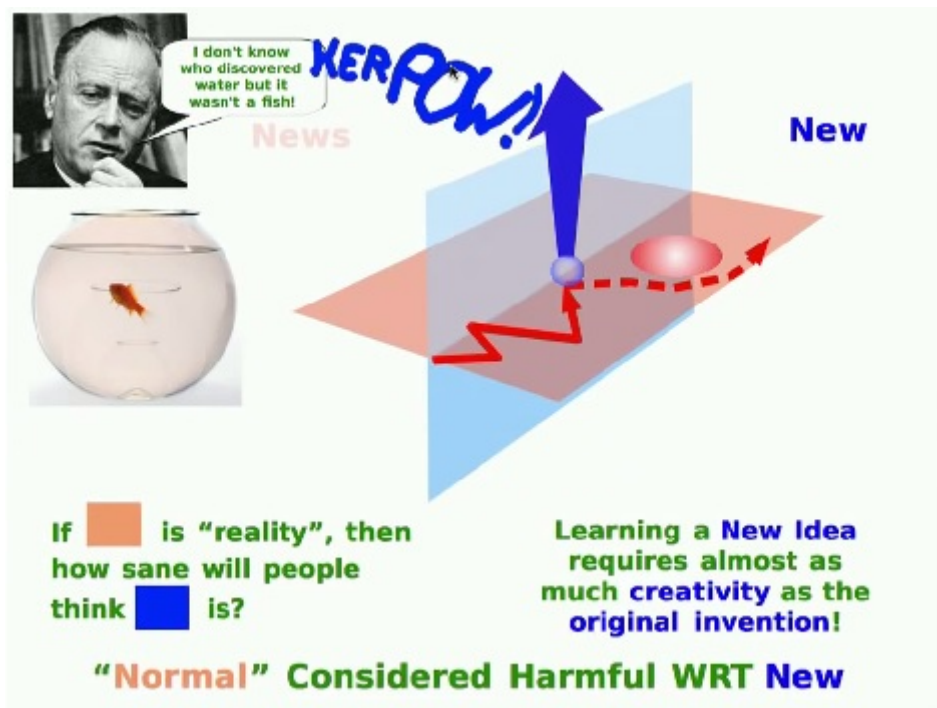 I don't know
who discovered
water but it
wasn't a fish!
KERPOW!
News
New
If is “reality”, then
how sane will people
think is?
Learning a New Idea
requires almost as
much creativity as the
original invention!
“Normal” Considered Harmful WRT New